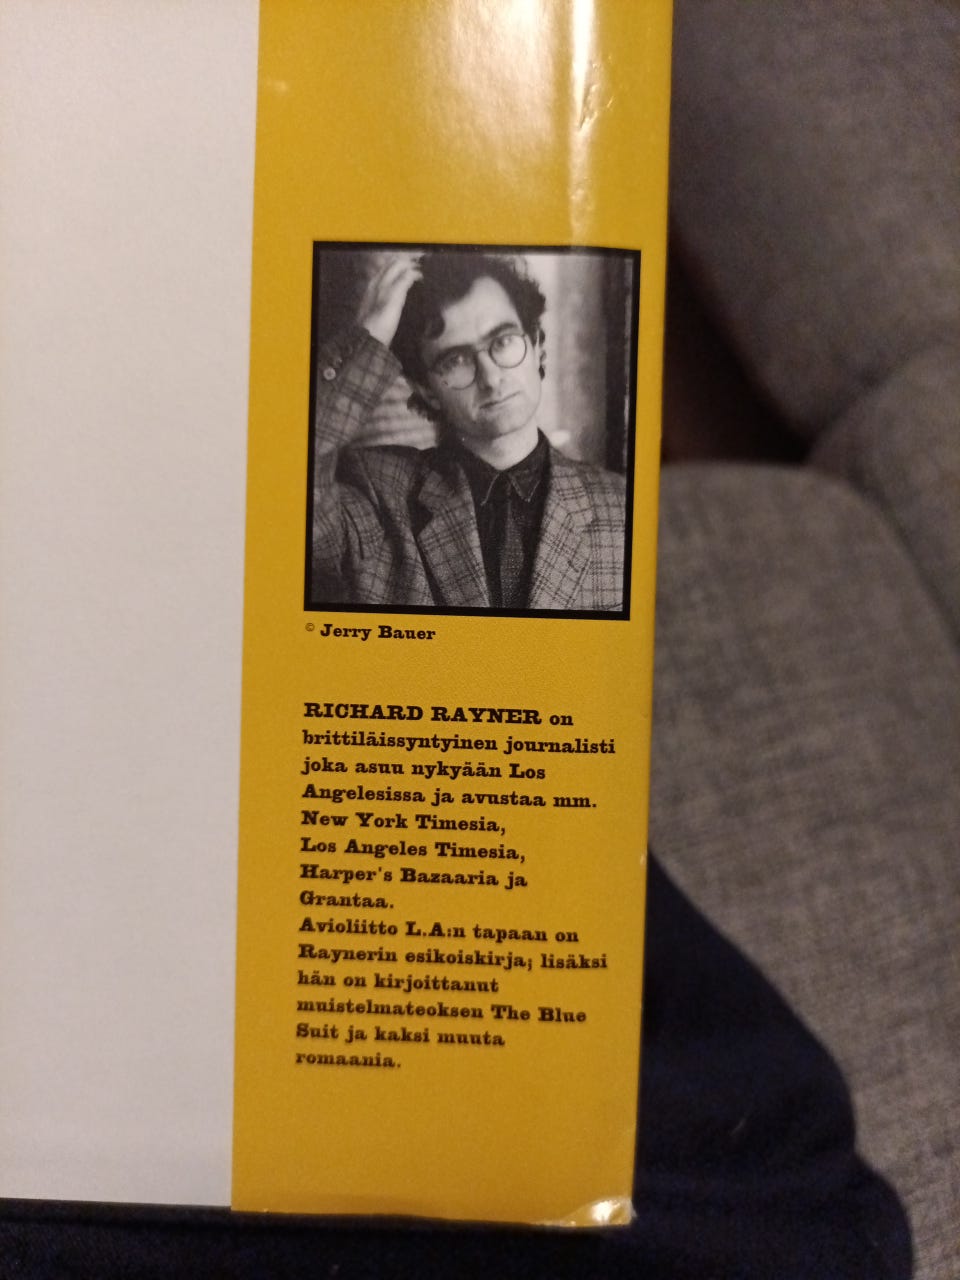 © Jerry Bauer
RICHARD RAYNER on
brittiläissyntyinen journalisti
joka asuu nykyään Los
Angelesissa ja avustaa mm.
New York Timesia,
Los Angeles Timesia,
Harper's Bazaaria ja
Grantaa.
Avioliitto L.A:n tapaan on
Raynerin esikoiskirja; lisäksi
hän on kirjoittanut
muistelmateoksen The Blue
Suit ja kaksi muuta
romaania.